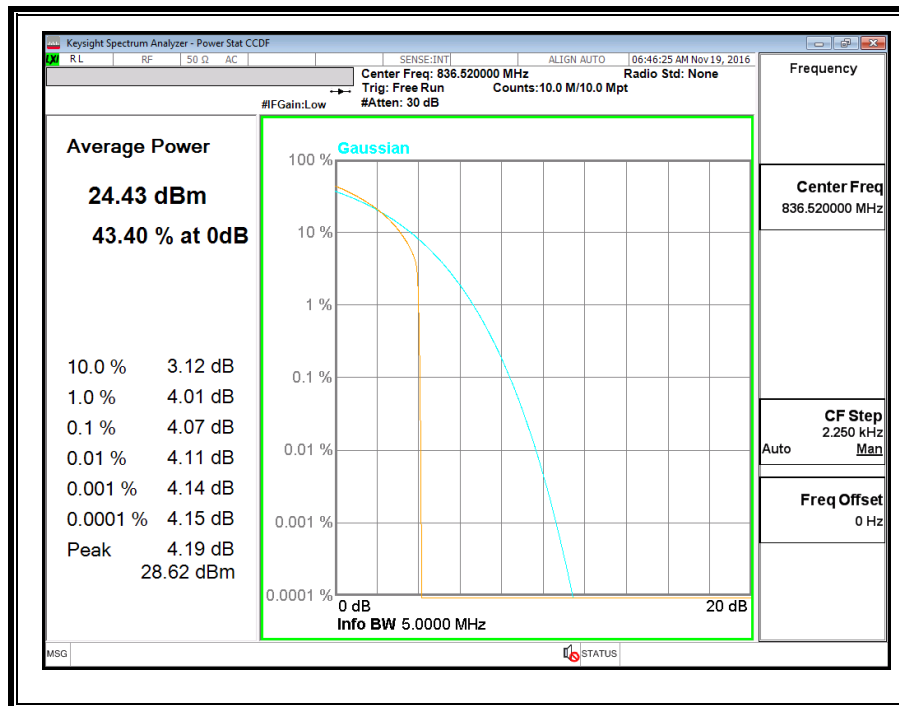 Keysight Spectrum Analyzer - Power Stat CCDF
LXI RL RF 50 Ω AC SENSE:INT ALIGN AUTO 06:46:25 AM Nov 19, 2016
Center Freq: 836.520000 MHz Radio Std: None
Trig: Free Run Counts:10.0 M/10.0 Mpt
#IFGain:Low #Atten: 30 dB
Frequency
Average Power
24.43 dBm
43.40 % at 0dB
10.0 % 3.12 dB
1.0 % 4.01 dB
0.1 % 4.07 dB
0.01 % 4.11 dB
0.001 % 4.14 dB
0.0001 % 4.15 dB
Peak 4.19 dB
28.62 dBm
Gaussian
100 %
10 %
1 %
0.1 %
0.01 %
0.001 %
0.0001 %
0 dB 20 dB
Info BW 5.0000 MHz
Center Freq
836.520000 MHz
CF Step
2.250 kHz
Auto Man
Freq Offset
0 Hz
MSG STATUS